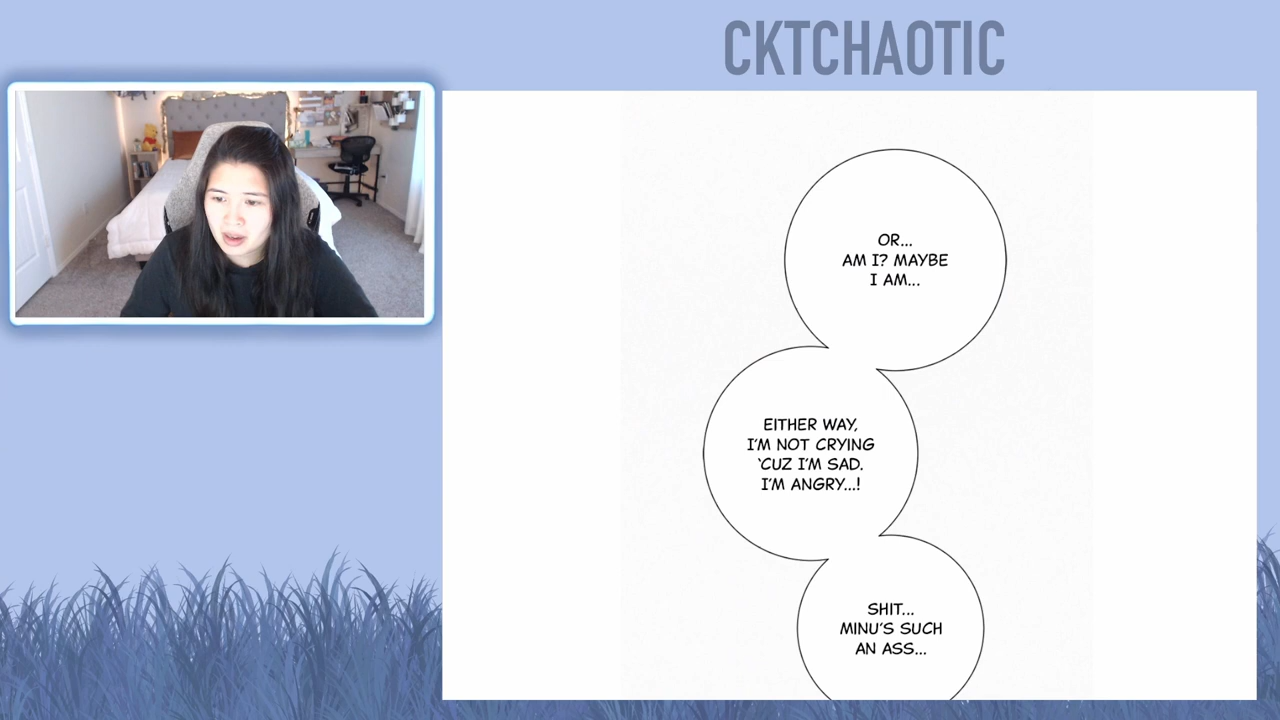 CKTCHAOTIC
OR...
AM I? MAYBE
I AM...
EITHER WAY,
I'M NOT CRYING
'CUZ I'M SAD.
I'M ANGRY...!
SHIT...
MINU'S SUCH
AN ASS...